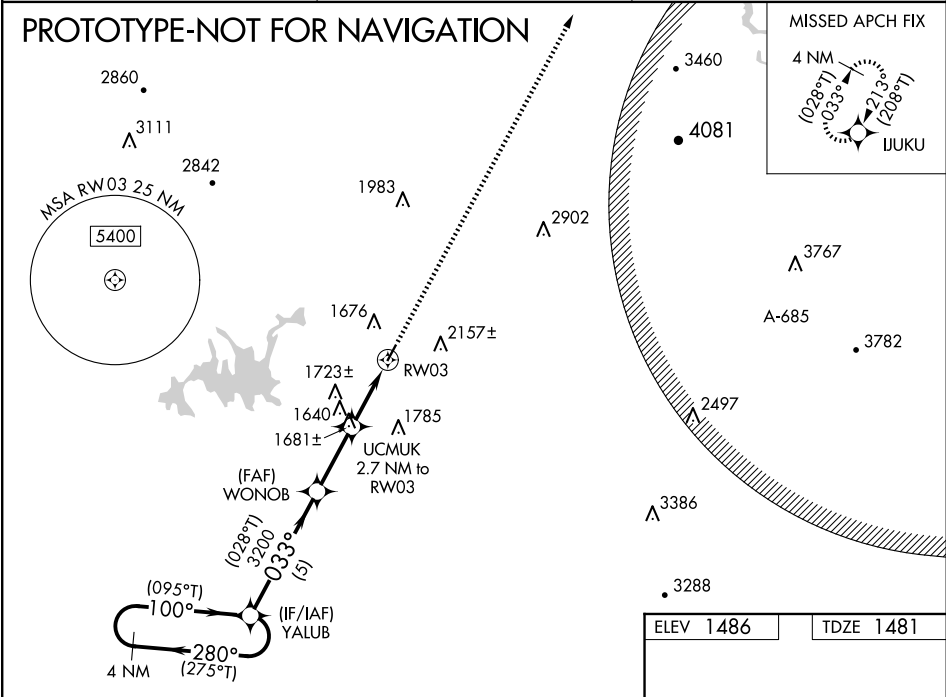 PROTOTYPE-NOT FOR NAVIGATION
MISSED APCH FIX
4 NM
033°
(028°T)
213°
(208°T)
IJUKU
2860
3111
2842
3460
4081
1983
2902
MSA RW03 25 NM
5400
3767
A-685
3782
1676
2157±
RW03
1723±
1640
1681±
1785
2497
UCMUK
2.7 NM to
RW03
(FAF)
WONOB
3386
(028°T)
3200
033°
(5)
3288
(095°T)
100°
(IF/IAF)
YALUB
280°
(275°T)
4 NM
ELEV 1486
TDZE 1481